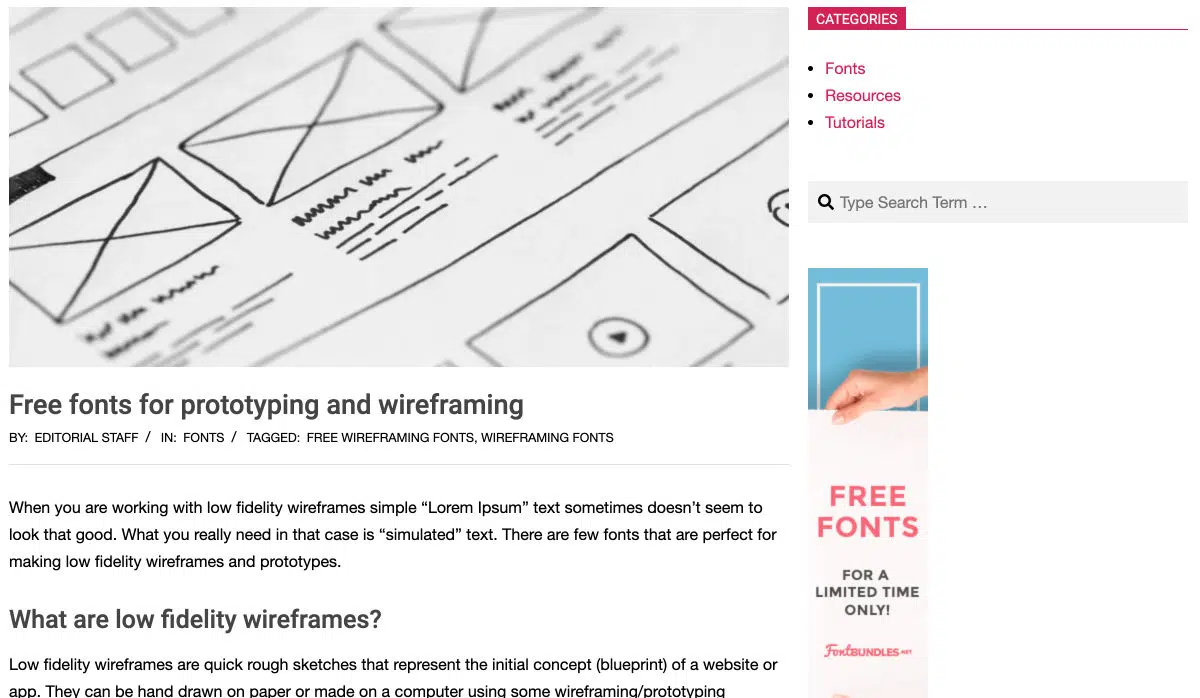 CATEGORIES
Fonts
Resources
Tutorials
Type Search Term …
Free fonts for prototyping and wireframing
BY: EDITORIAL STAFF / IN: FONTS / TAGGED: FREE WIREFRAMING FONTS, WIREFRAMING FONTS
When you are working with low fidelity wireframes simple “Lorem Ipsum” text sometimes doesn’t seem to
look that good. What you really need in that case is “simulated” text. There are few fonts that are perfect for
making low fidelity wireframes and prototypes.
What are low fidelity wireframes?
Low fidelity wireframes are quick rough sketches that represent the initial concept (blueprint) of a website or
app. They can be hand drawn on paper or made on a computer using some wireframing/prototyping
FREE
FONTS
FOR A
LIMITED TIME
ONLY!
FontBUNDLES.NET